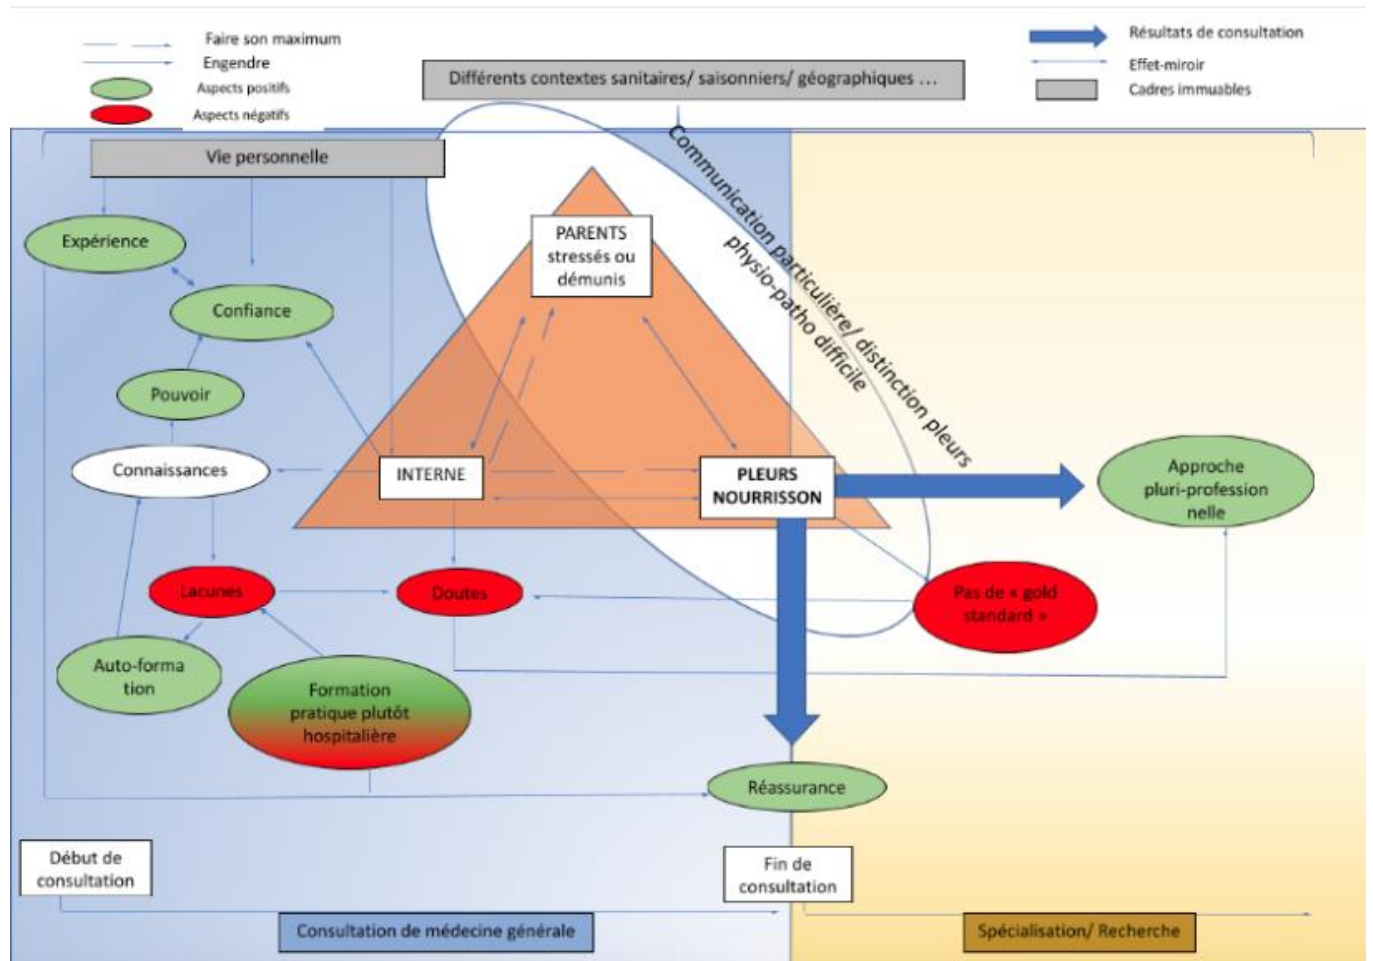 Faire son maximum
Engendre
Aspects positifs
Aspects négatifs
Résultats de consultation
Effet-miroir
Cadres immuables
Différents contextes sanitaires/ saisonniers/ géographiques ...
Vie personnelle
Communication particulière/ distinction pleurs
physio-patho difficile
Expérience
PARENTS
stressés ou
démunis
Confiance
Pouvoir
Connaissances
INTERNE
PLEURS
NOURRISSON
Approche
pluri-profession
nelle
Lacunes
Doutes
Pas de « gold
standard »
Auto-forma
tion
Formation
pratique plutôt
hospitalière
Réassurance
Début de
consultation
Fin de
consultation
Consultation de médecine générale
Spécialisation/ Recherche